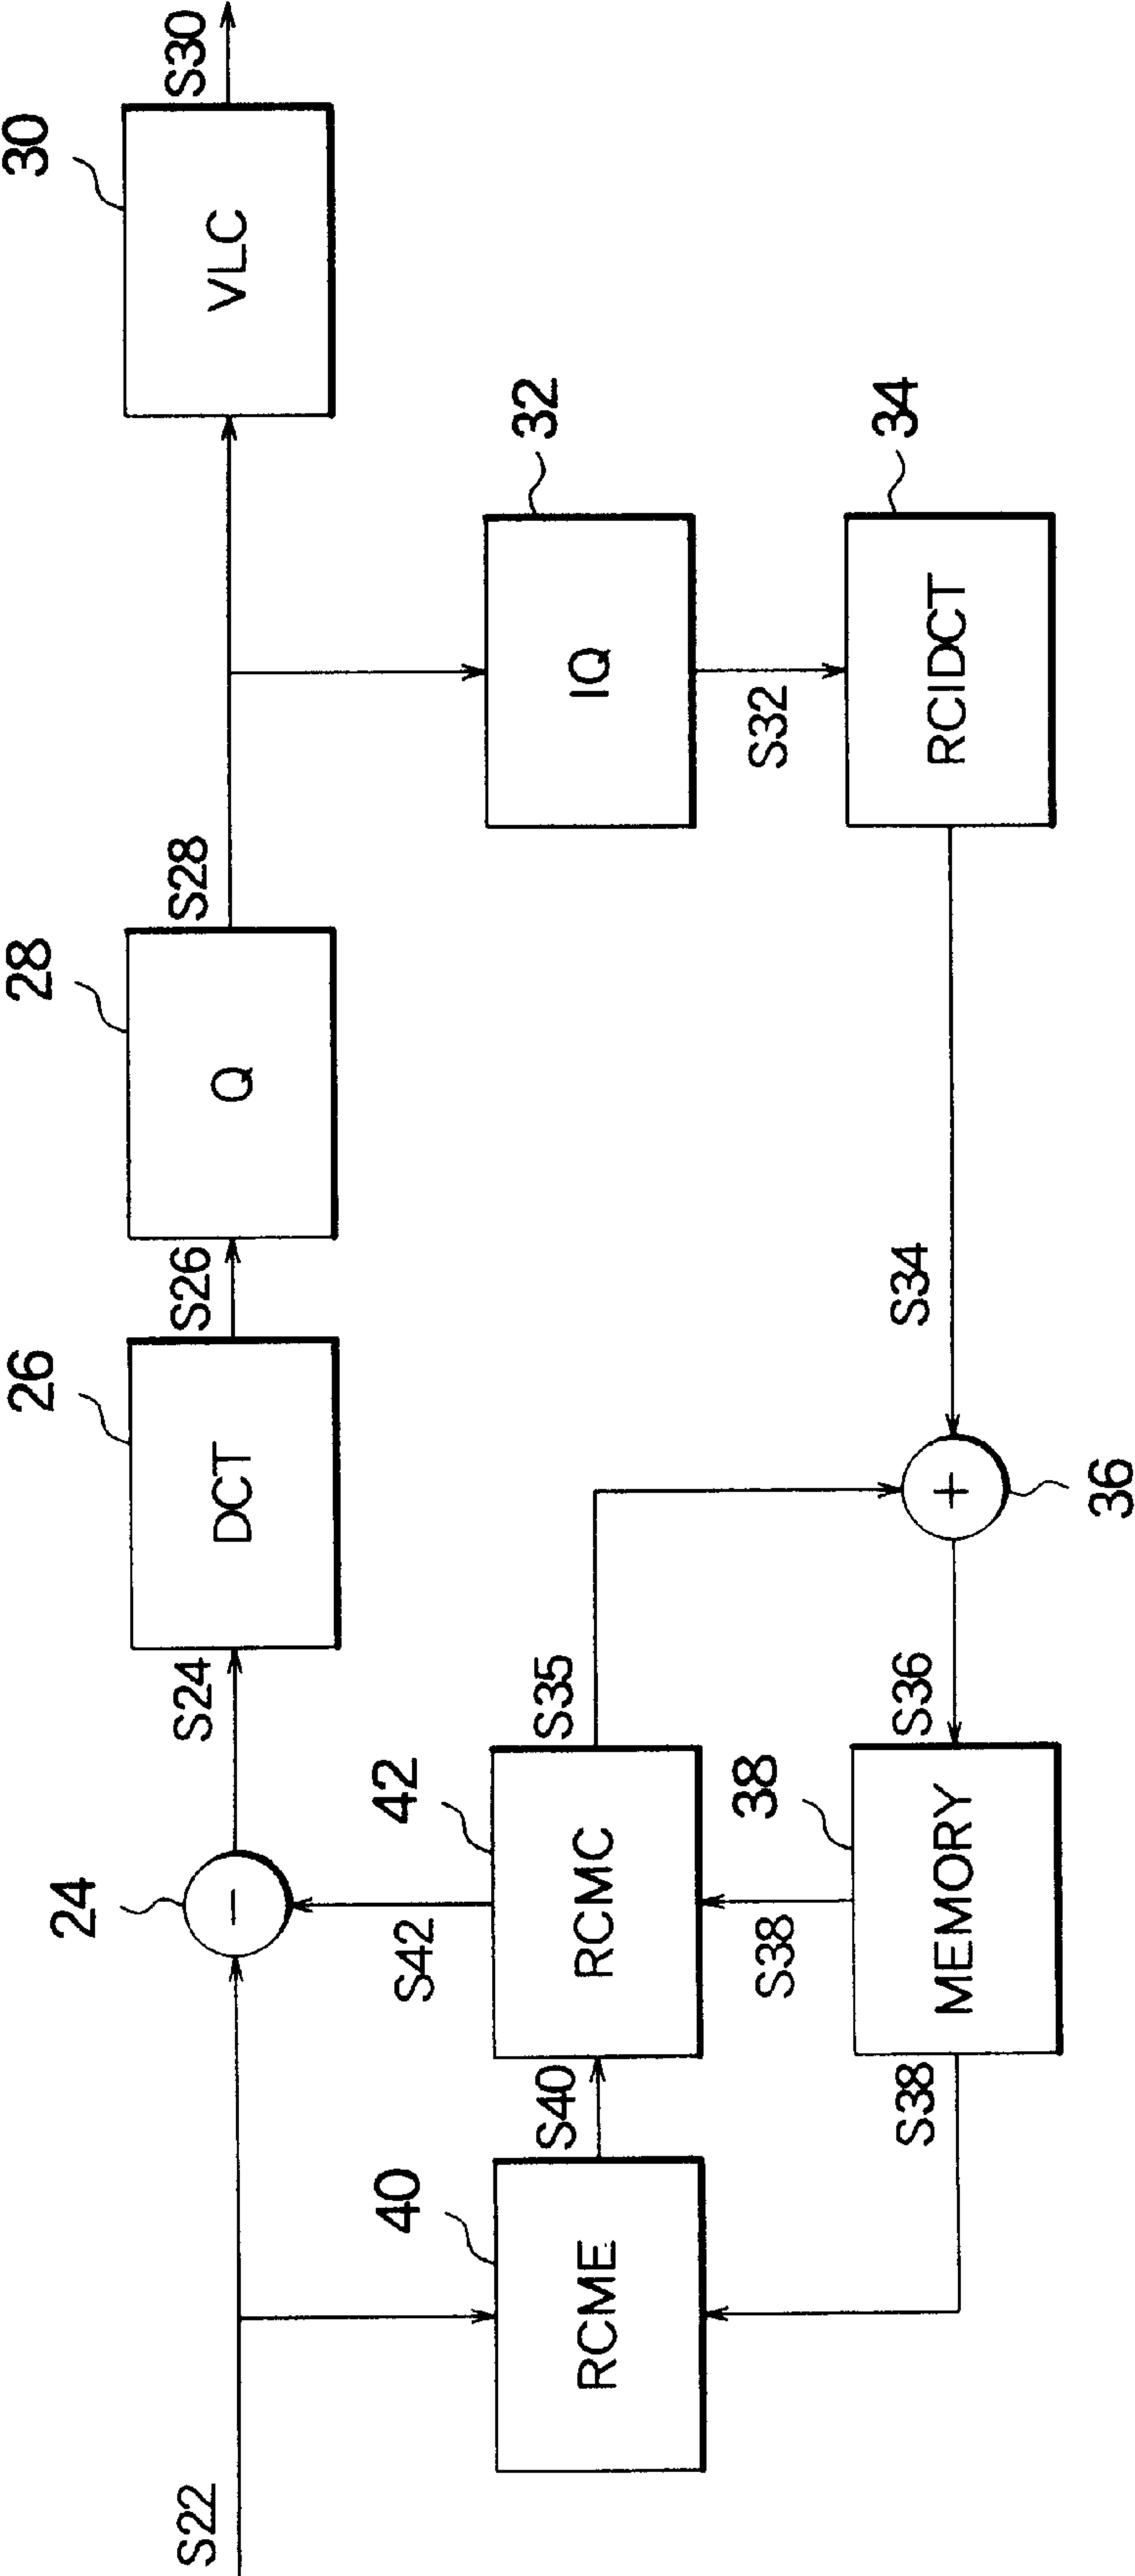 S22
24
S24
26
DCT
S26
28
Q
S28
30
VLC
S30
40
RCME
S40
S42
42
RCMC
S35
IQ
32
S38
S38
38
MEMORY
S36
+
36
S34
S32
RCIDCT
34
−